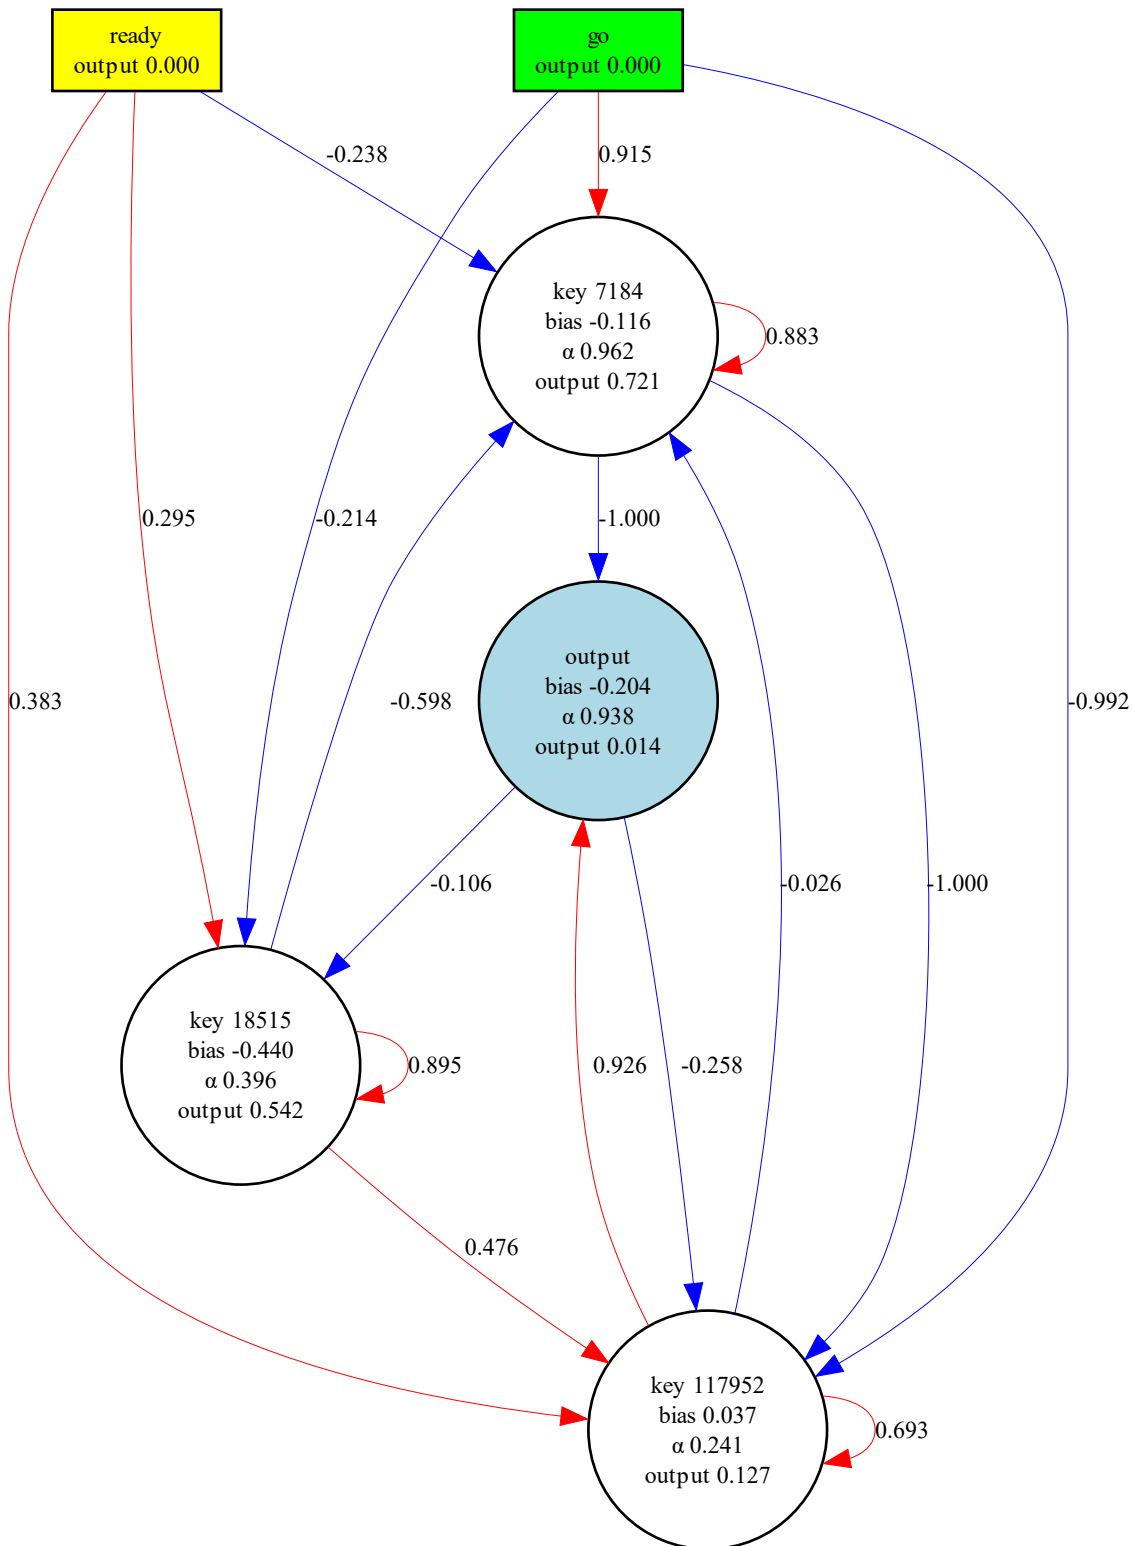 ready
output 0.000
go
output 0.000
-0.238
0.915
key 7184
bias -0.116
α 0.962
output 0.721
0.883
0.295
-0.214
-1.000
output
bias -0.204
α 0.938
output 0.014
0.383
-0.598
-0.992
-0.106
-0.026
-1.000
key 18515
bias -0.440
α 0.396
output 0.542
0.895
0.926
-0.258
0.476
key 117952
bias 0.037
α 0.241
output 0.127
0.693